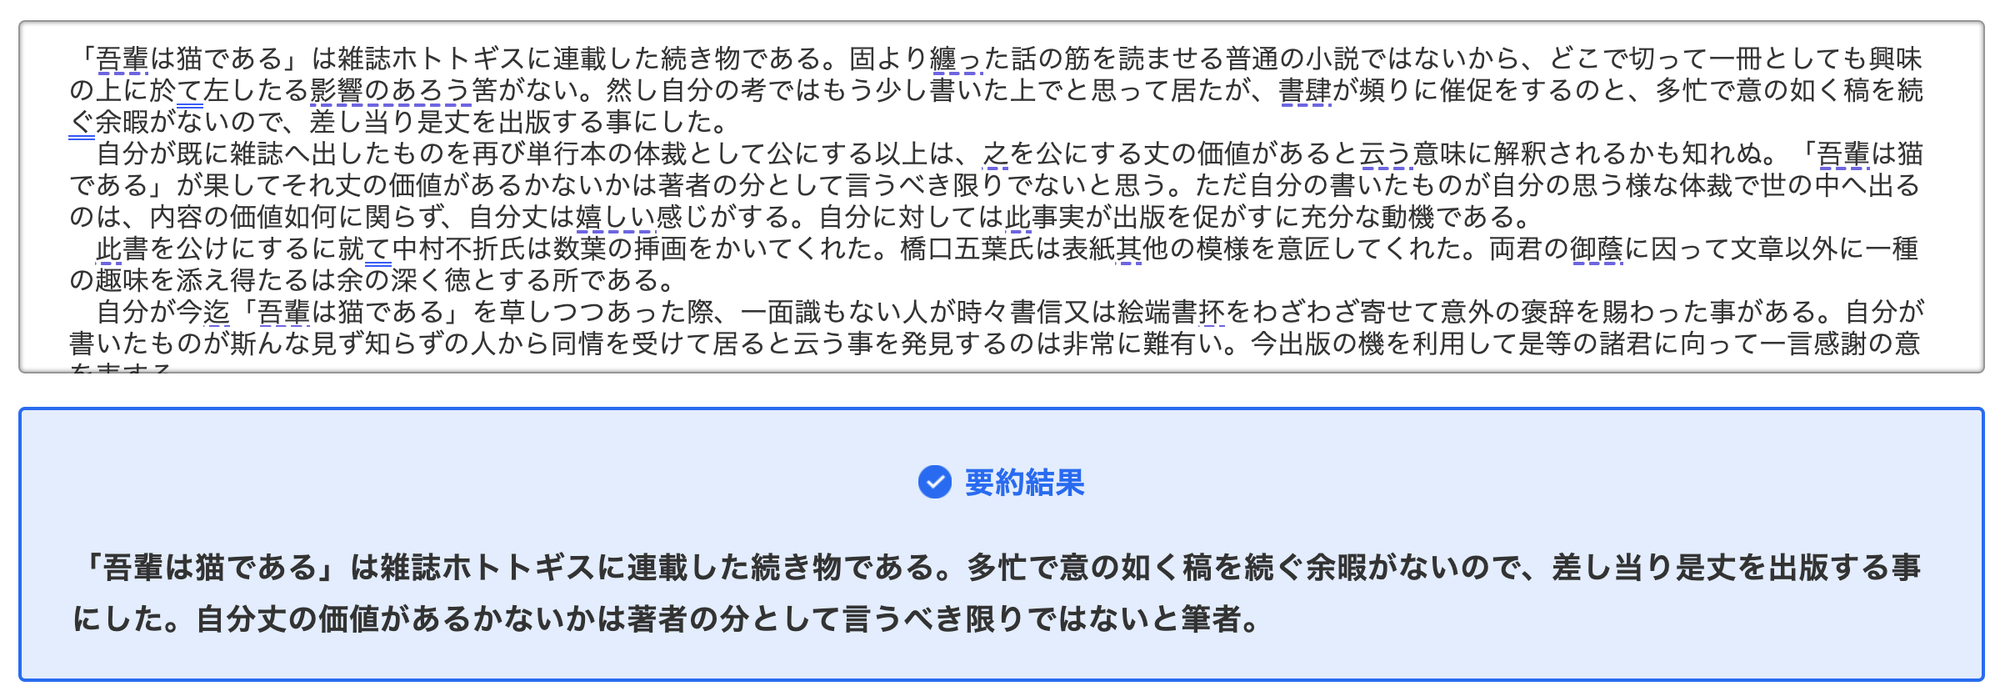 「吾輩は猫である」は雑誌ホトトギスに連載した続き物である。固より纏った話の筋を読ませる普通の小説ではないから、どこで切って一冊としても興味
の上に於て左したる影響のあろう筈がない。然し自分の考ではもう少し書いた上でと思って居たが、書肆が頻りに催促をするのと、多忙で意の如く稿を続
ぐ余暇がないので、差し当り是丈を出版する事にした。
自分が既に雑誌へ出したものを再び単行本の体裁として公にする以上は、之を公にする丈の価値があると云う意味に解釈されるかも知れぬ。「吾輩は猫
である」が果してそれ丈の価値があるかないかは著者の分として言うべき限りでないと思う。ただ自分の書いたものが自分の思う様な体裁で世の中へ出る
のは、内容の価値如何に関らず、自分丈は嬉しい感じがする。自分に対しては此事実が出版を促がすに充分な動機である。
此書を公けにするに就て中村不折氏は数葉の挿画をかいてくれた。橋口五葉氏は表紙其他の模様を意匠してくれた。両君の御蔭に因って文章以外に一種
の趣味を添え得たるは余の深く徳とする所である。
自分が今迄「吾輩は猫である」を草しつつあった際、一面識もない人が時々書信又は絵端書抔をわざわざ寄せて意外の褒辞を賜わった事がある。自分が
書いたものが斯んな見ず知らずの人から同情を受けて居ると云う事を発見するのは非常に難有い。今出版の機を利用して是等の諸君に向って一言感謝の意
を表する
要約結果
「吾輩は猫である」は雑誌ホトトギスに連載した続き物である。多忙で意の如く稿を続ぐ余暇がないので、差し当り是丈を出版する事
にした。自分丈の価値があるかないかは著者の分として言うべき限りではないと筆者。